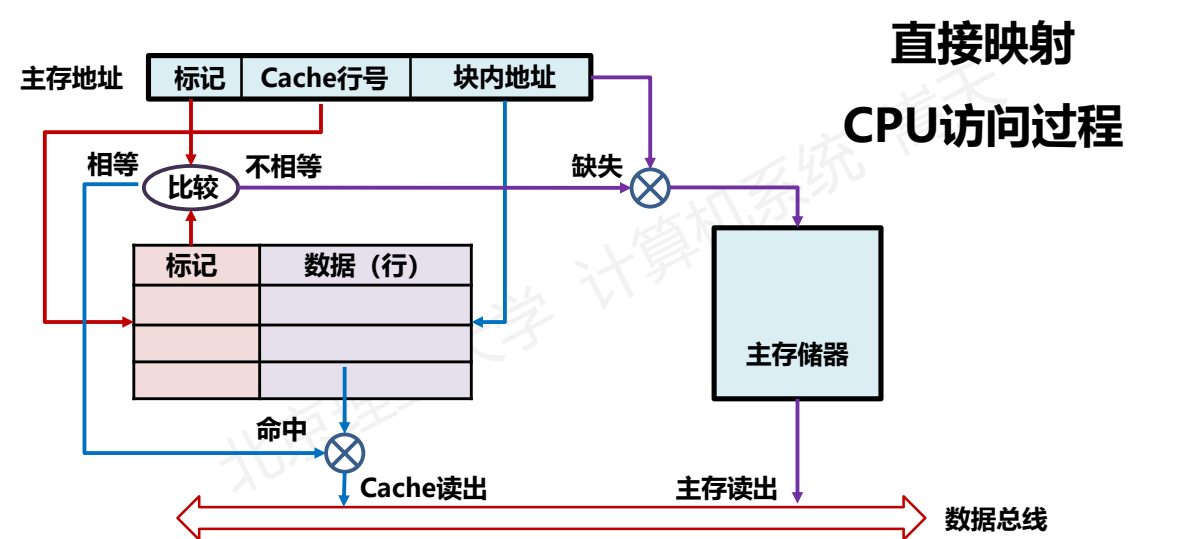 直接映射
CPU访问过程
主存地址
标记
Cache行号
块内地址
相等
比较
不相等
缺失
标记
数据（行）
主存储器
命中
Cache读出
主存读出
数据总线
北京理工大学 计算机系统 嵩天